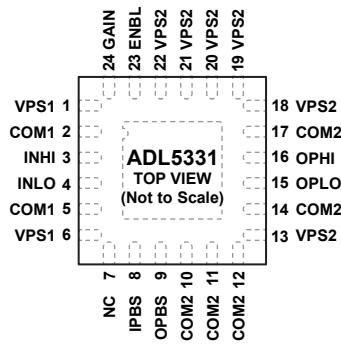 24 GAIN
23 ENBL
22 VPS2
21 VPS2
20 VPS2
19 VPS2
VPS1 1
COM1 2
INHI 3
INLO 4
COM1 5
VPS1 6
ADL5331
TOP VIEW
(Not to Scale)
18 VPS2
17 COM2
16 OPHI
15 OPLO
14 COM2
13 VPS2
NC 7
IPBS 8
OPBS 9
COM2 10
COM2 11
COM2 12